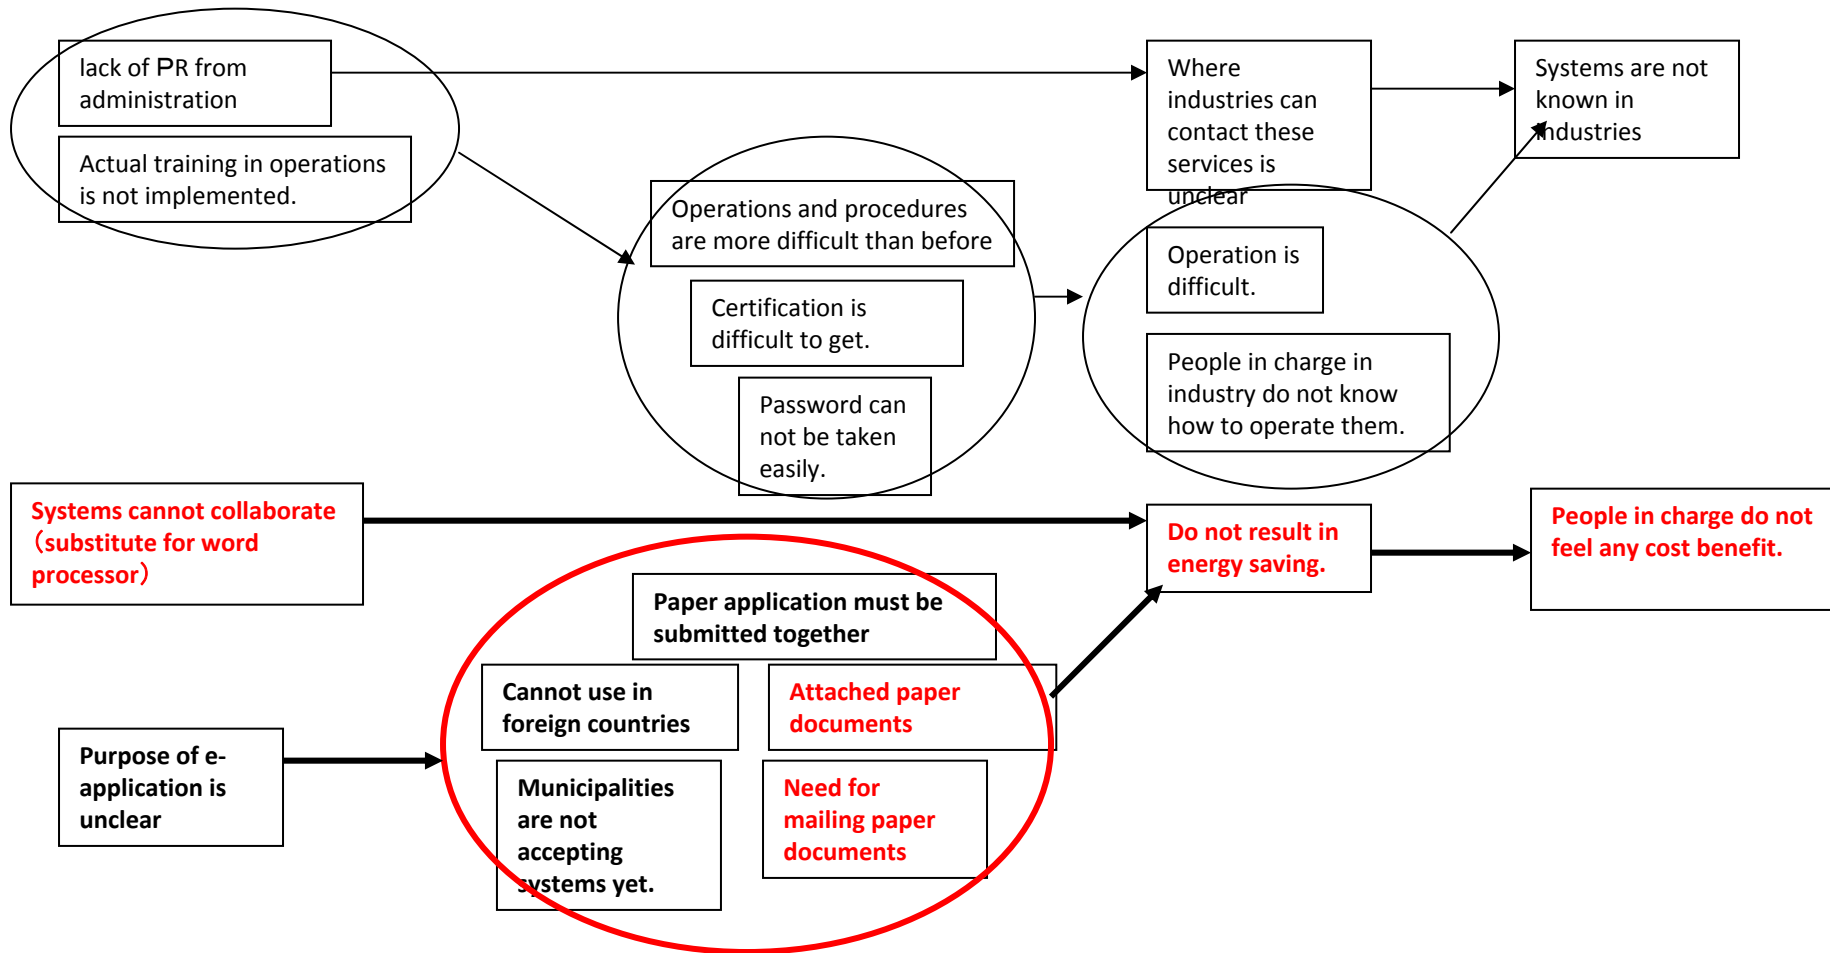 lack of PR from
administration
Actual training in operations
is not implemented.
Where
industries can
contact these
services is
unclear
Systems are not
known in
industries
Operations and procedures
are more difficult than before
Certification is
difficult to get.
Password can
not be taken
easily.
Operation is
difficult.
People in charge in
industry do not know
how to operate them.
Systems cannot collaborate
（substitute for word
processor）
Do not result in
energy saving.
People in charge do not
feel any cost benefit.
Paper application must be
submitted together
Cannot use in
foreign countries
Attached paper
documents
Purpose of e-
application is
unclear
Municipalities
are not
accepting
systems yet.
Need for
mailing paper
documents